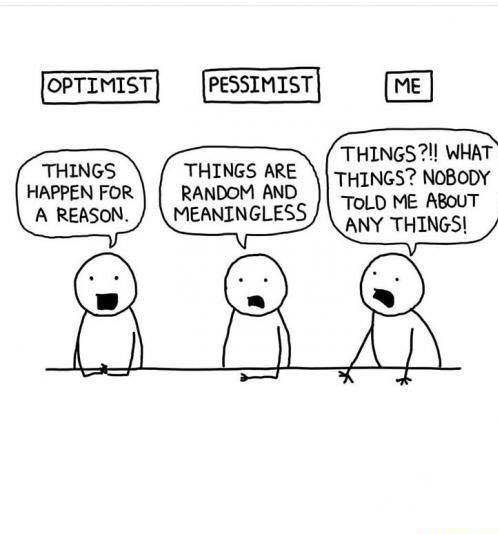 OPTIMIST
PESSIMIST
ME
THINGS
HAPPEN FOR
A REASON.
THINGS ARE
RANDOM AND
MEANINGLESS
THINGS?!! WHAT
THINGS? NOBODY
TOLD ME ABOUT
ANY THINGS!